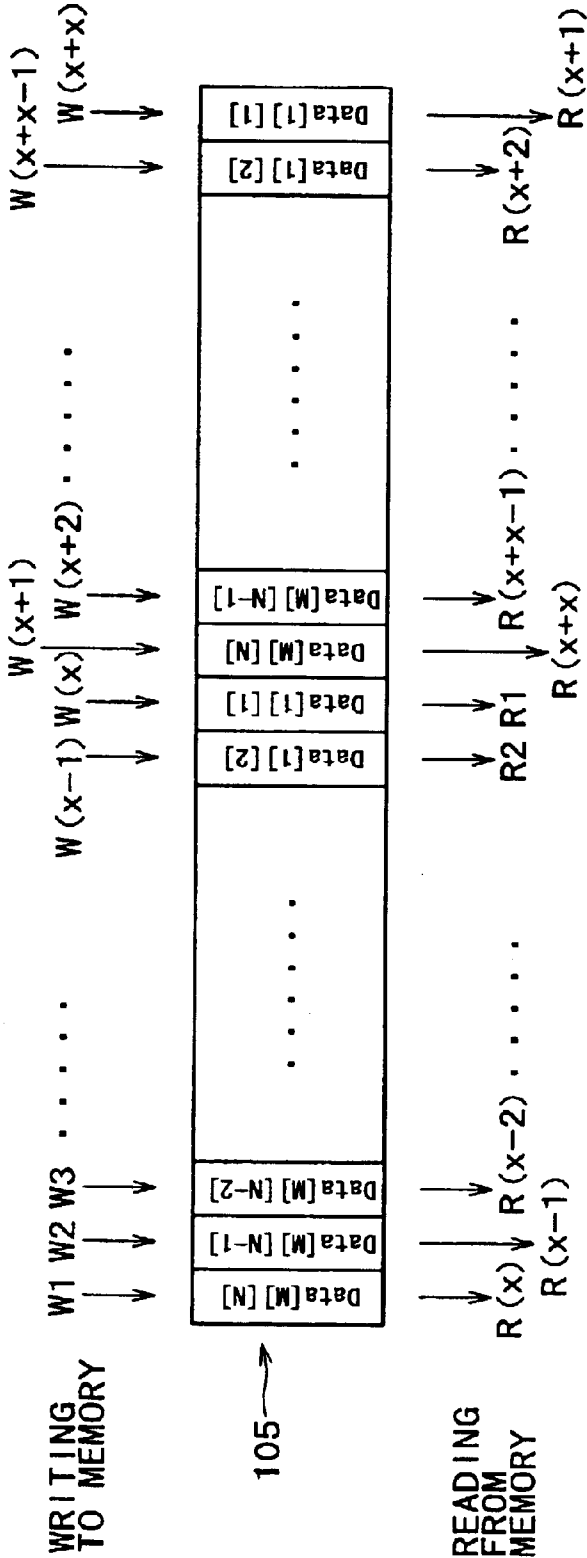 WRITING
TO MEMORY
W1 W2 W3 . . . . . W(x-1) W(x) W(x+1) W(x+2) . . . . . W(x+x-1) W(x+x)
105
Data[M][N] Data[M][N-1] Data[M][N-2] . . . . . . Data[1][2] Data[1][1] Data[M][N] Data[M][N-1] . . . . . . Data[1][2] Data[1][1]
READING
FROM
MEMORY
R(x) R(x-1) R(x-2) . . . . . R2 R1 R(x+x) R(x+x-1) . . . . . R(x+2) R(x+1)